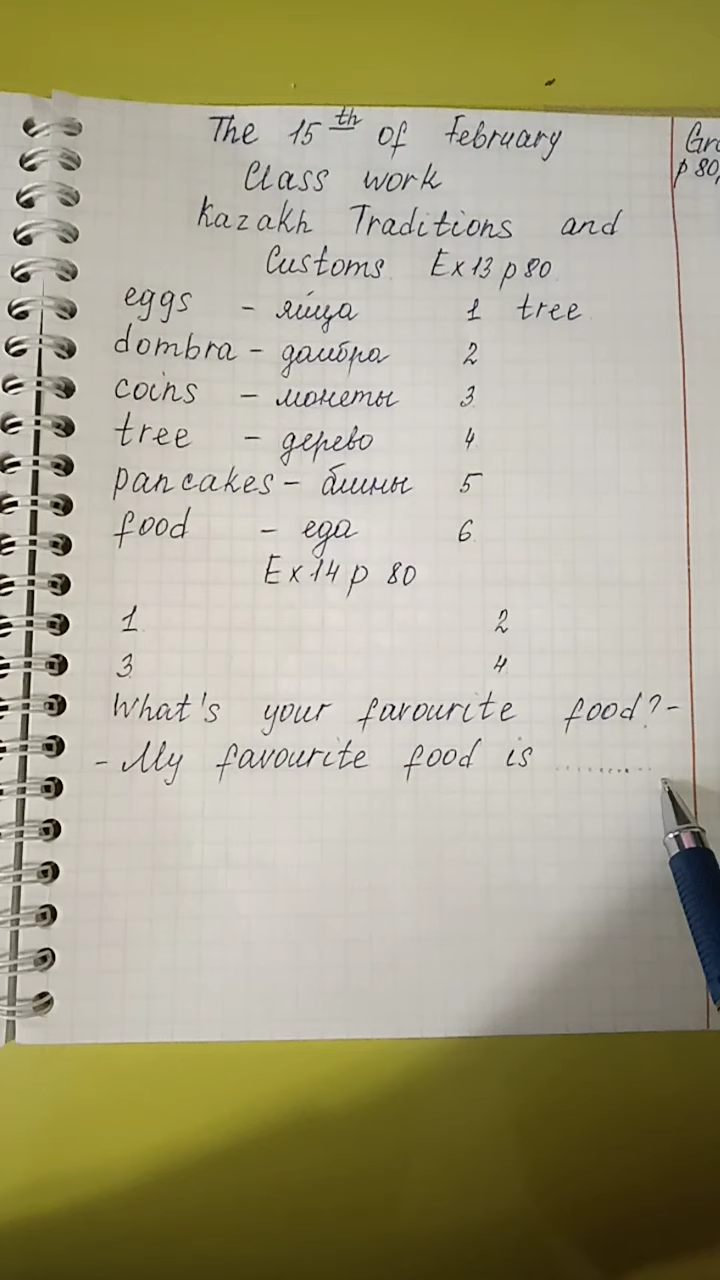 The 15th of February
Class work
Kazakh Traditions and
Customs Ex 13 p 80
eggs - яйца 1 tree
dombra - домбра 2
coins - монеты 3
tree - дерево 4
pancakes - блины 5
food - еда 6
Ex 14 p 80
1 2
3 4
What's your favourite food? -
- My favourite food is .........
p 80,